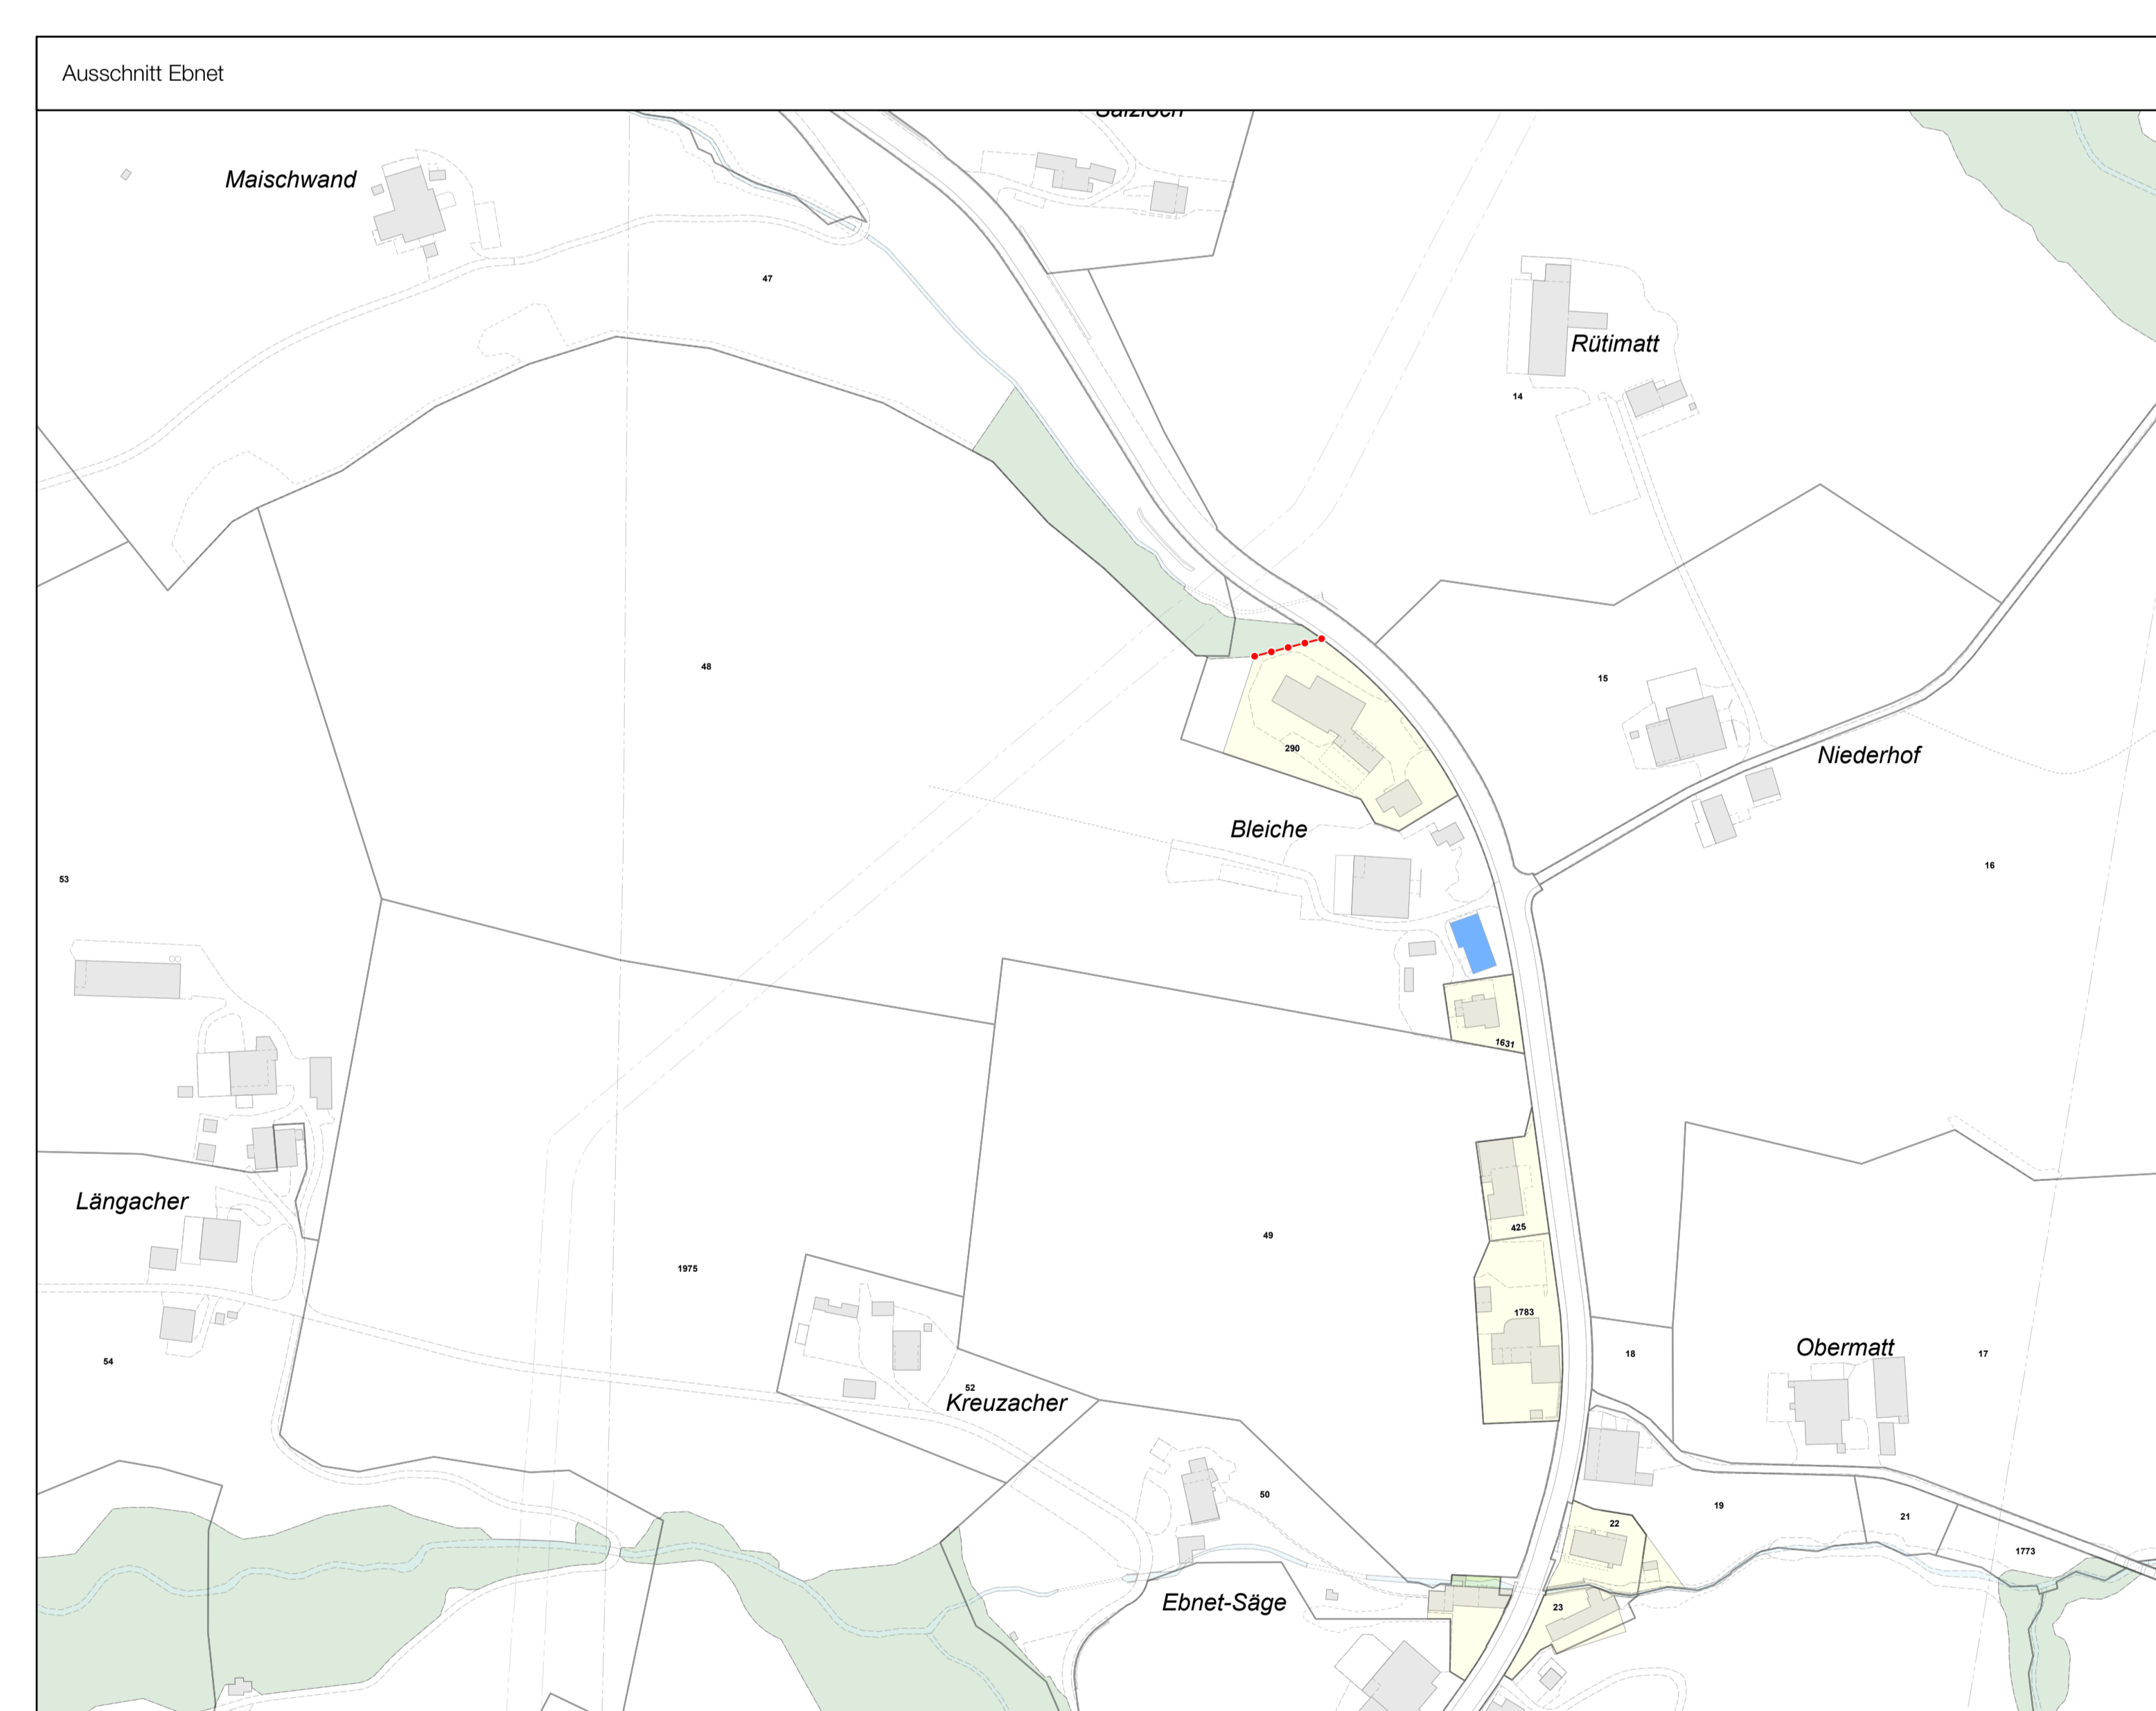 Ausschnitt Ebnet
Salzloch
Maischwand
47
Rütimatt
14
48
15
290
Niederhof
Bleiche
16
53
1631
Längacher
425
49
1975
1783
Obermatt
18
17
54
52
Kreuzacher
50
19
21
22
1773
Ebnet-Säge
23